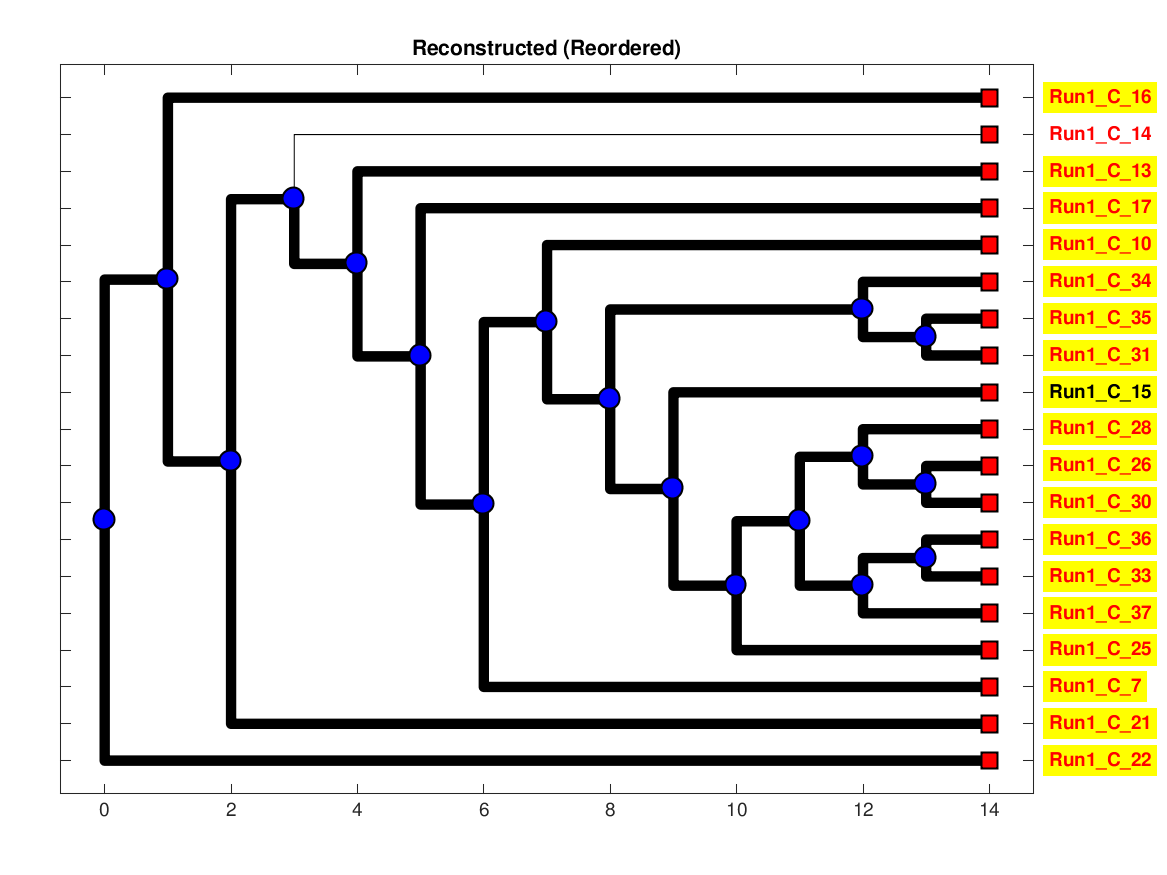 Reconstructed (Reordered)
Run1_C_16
Run1_C_14
Run1_C_13
Run1_C_17
Run1_C_10
Run1_C_34
Run1_C_35
Run1_C_31
Run1_C_15
Run1_C_28
Run1_C_26
Run1_C_30
Run1_C_36
Run1_C_33
Run1_C_37
Run1_C_25
Run1_C_7
Run1_C_21
Run1_C_22
0 2 4 6 8 10 12 14